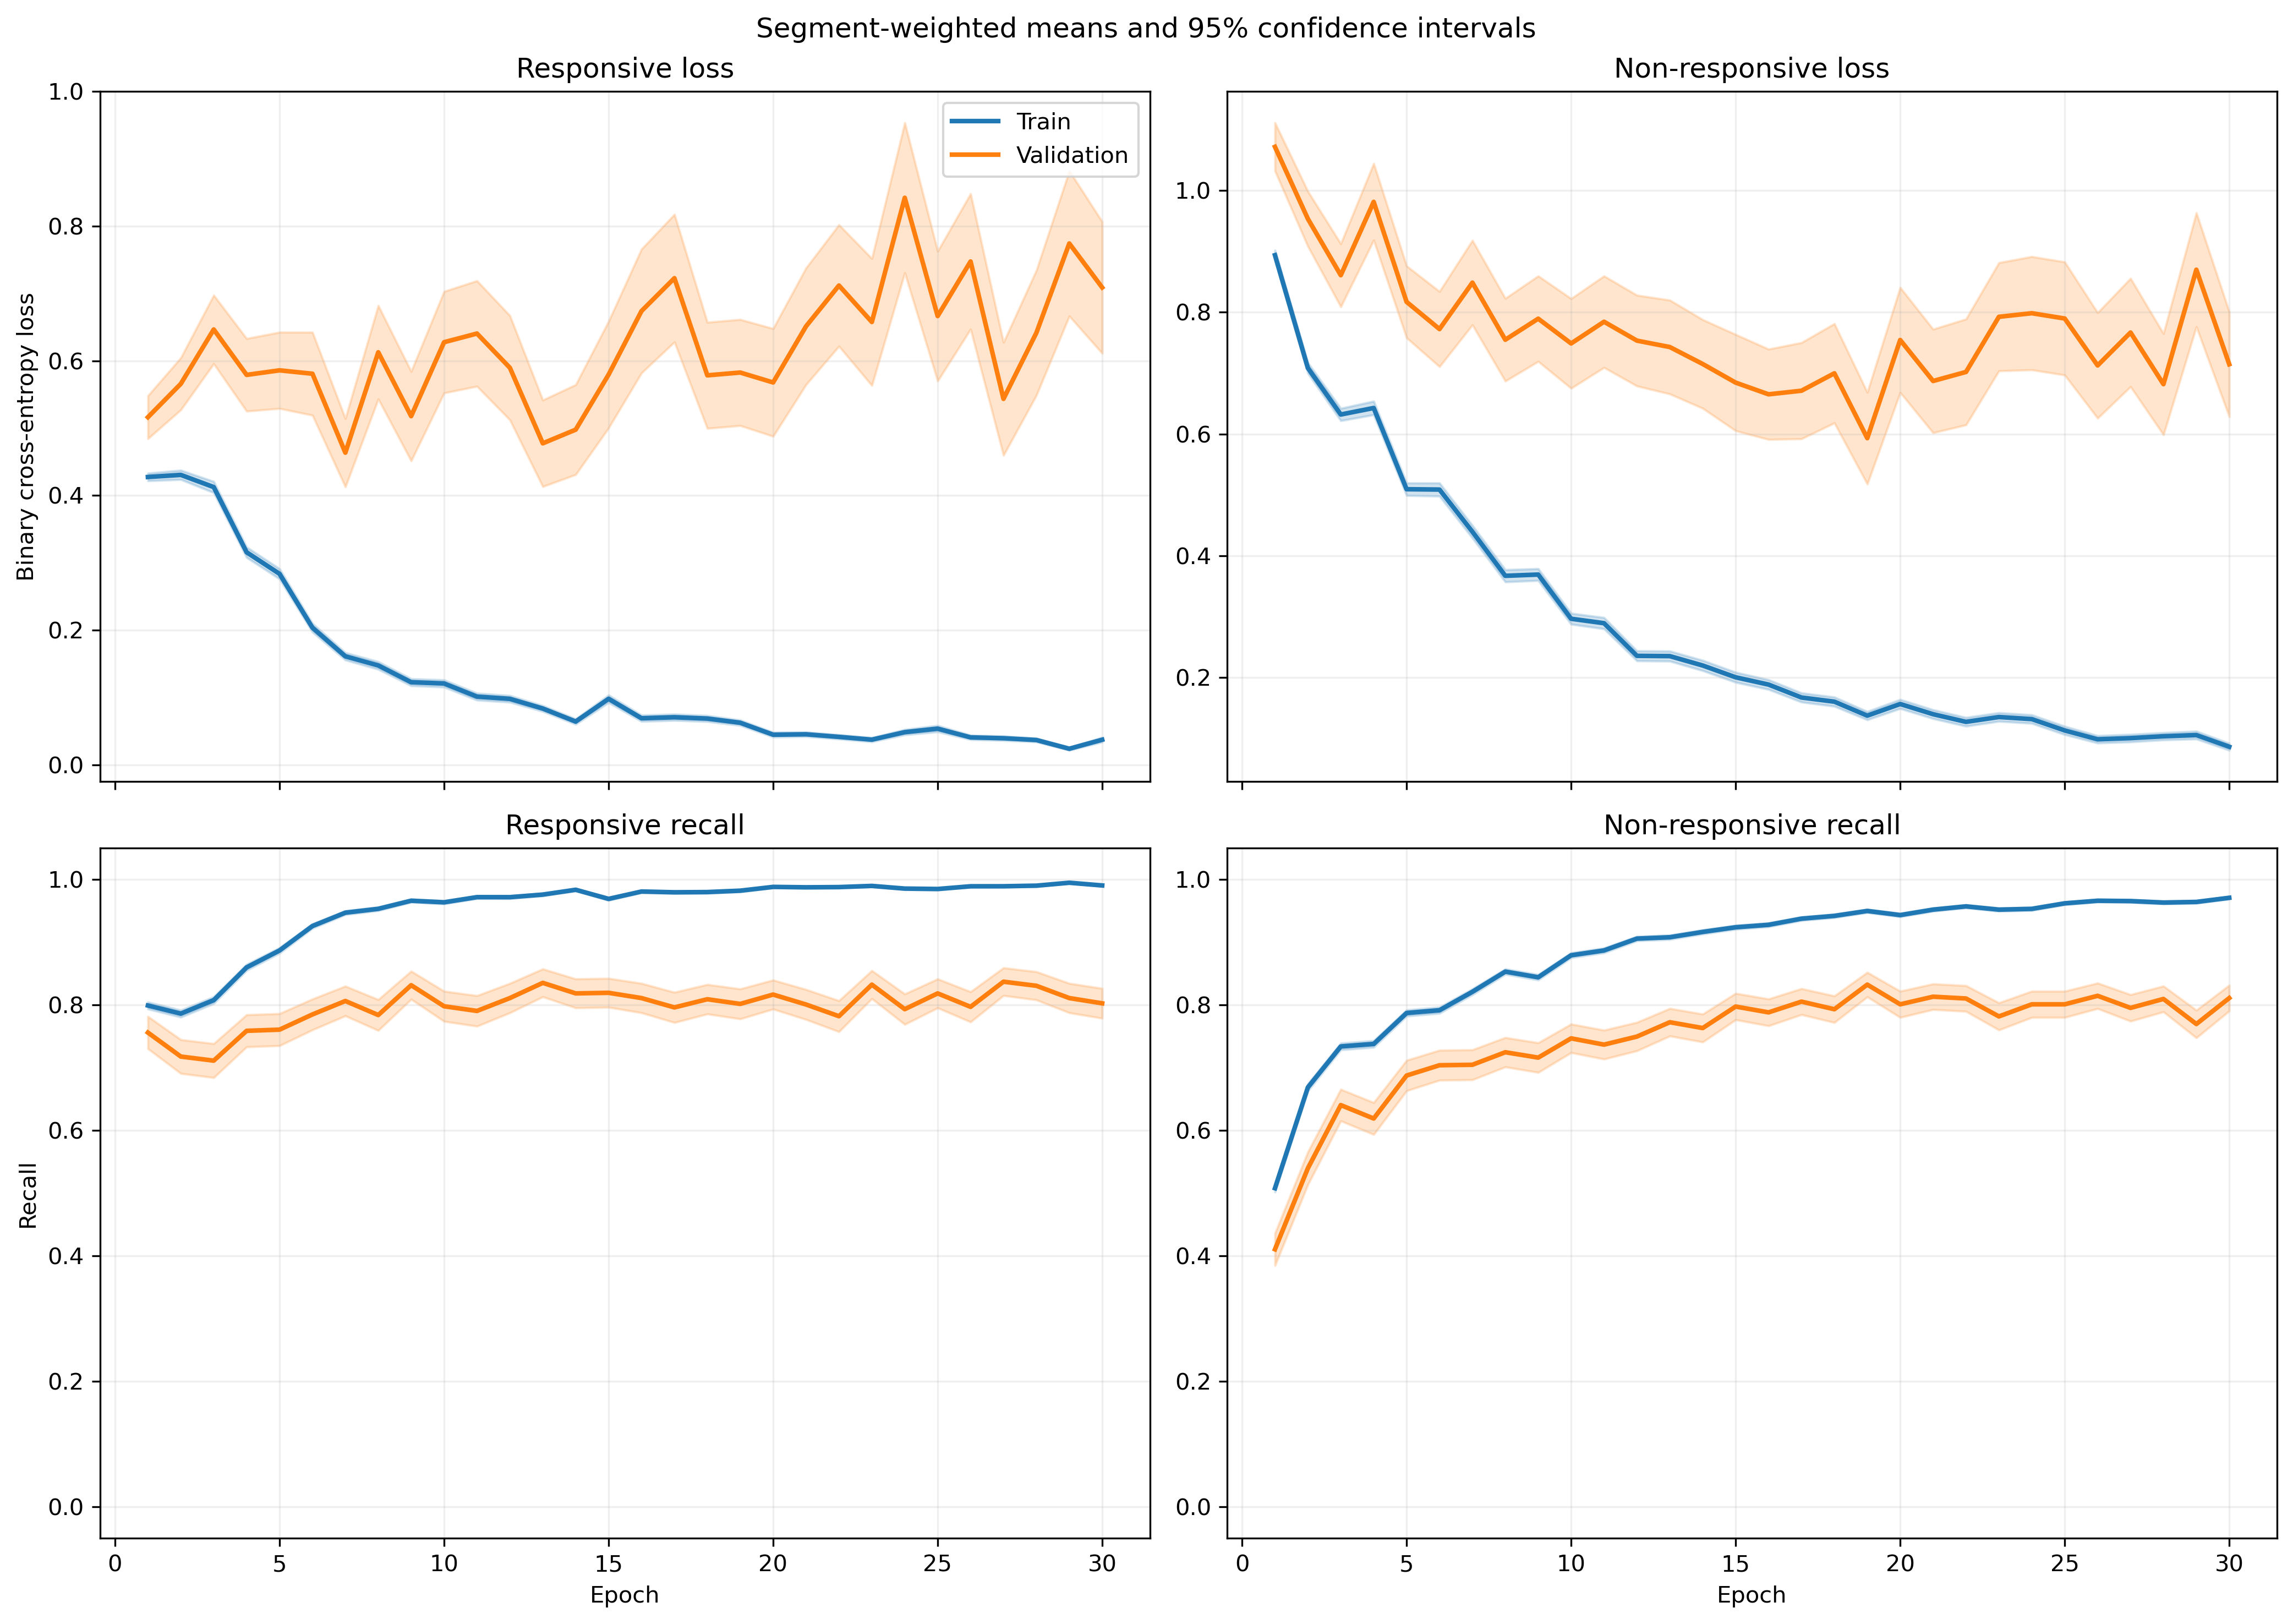 Segment-weighted means and 95% confidence intervals
Responsive loss
Non-responsive loss
1.0
0.8
0.6
0.4
0.2
0.0
Binary cross-entropy loss
Train
Validation
1.0
0.8
0.6
0.4
0.2
Responsive recall
Non-responsive recall
1.0
0.8
0.6
0.4
0.2
0.0
Recall
0 5 10 15 20 25 30
Epoch
1.0
0.8
0.6
0.4
0.2
0.0
0 5 10 15 20 25 30
Epoch